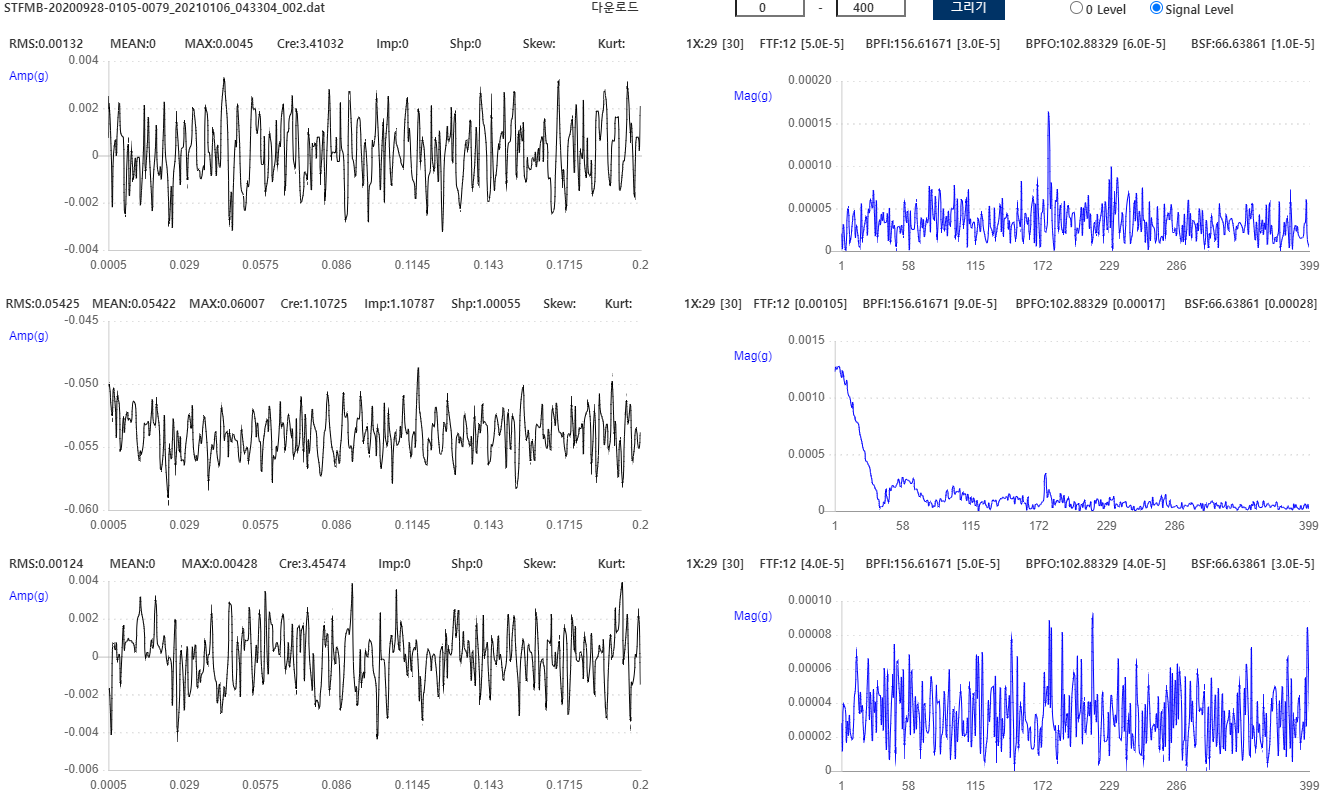 STFMB-20200928-0105-0079_20210106_043304_002.dat 다운로드 0 - 400 그리기 0 Level Signal Level
RMS:0.00132 MEAN:0 MAX:0.0045 Cre:3.41032 Imp:0 Shp:0 Skew: Kurt:
Amp(g)
0.004
0.002
0
-0.002
-0.004
0.0005 0.029 0.0575 0.086 0.1145 0.143 0.1715 0.2
1X:29 [30] FTF:12 [5.0E-5] BPFI:156.61671 [3.0E-5] BPFO:102.88329 [6.0E-5] BSF:66.63861 [1.0E-5]
Mag(g)
0.00020
0.00015
0.00010
0.00005
0
1 58 115 172 229 286 399
RMS:0.05425 MEAN:0.05422 MAX:0.06007 Cre:1.10725 Imp:1.10787 Shp:1.00055 Skew: Kurt:
Amp(g)
-0.045
-0.050
-0.055
-0.060
0.0005 0.029 0.0575 0.086 0.1145 0.143 0.1715 0.2
1X:29 [30] FTF:12 [0.00105] BPFI:156.61671 [9.0E-5] BPFO:102.88329 [0.00017] BSF:66.63861 [0.00028]
Mag(g)
0.0015
0.0010
0.0005
0
1 58 115 172 229 286 399
RMS:0.00124 MEAN:0 MAX:0.00428 Cre:3.45474 Imp:0 Shp:0 Skew: Kurt:
Amp(g)
0.004
0.002
0
-0.002
-0.004
-0.006
0.0005 0.029 0.0575 0.086 0.1145 0.143 0.1715 0.2
1X:29 [30] FTF:12 [4.0E-5] BPFI:156.61671 [5.0E-5] BPFO:102.88329 [4.0E-5] BSF:66.63861 [3.0E-5]
Mag(g)
0.00010
0.00008
0.00006
0.00004
0.00002
0
1 58 115 172 229 286 399